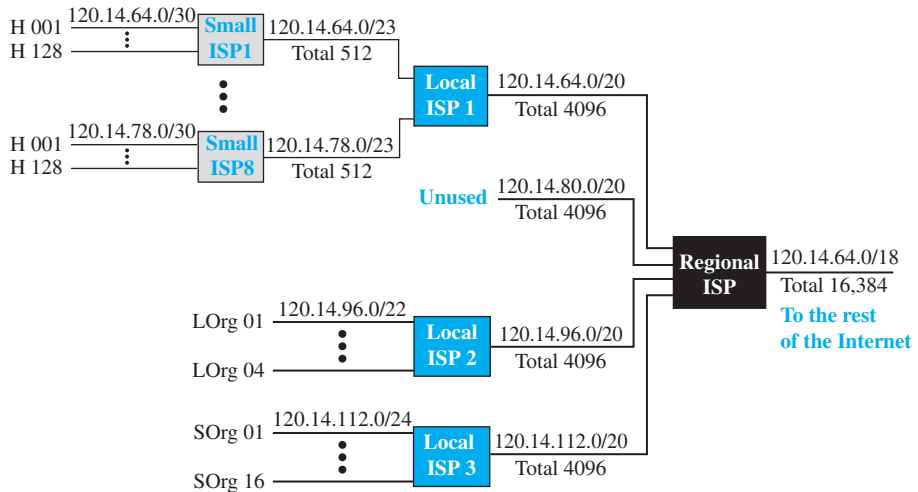 H 001
120.14.64.0/30
H 128
Small
ISP1
120.14.64.0/23
Total 512
H 001
120.14.78.0/30
H 128
Small
ISP8
120.14.78.0/23
Total 512
Local
ISP 1
120.14.64.0/20
Total 4096
Unused
120.14.80.0/20
Total 4096
LOrg 01
120.14.96.0/22
LOrg 04
Local
ISP 2
120.14.96.0/20
Total 4096
SOrg 01
120.14.112.0/24
SOrg 16
Local
ISP 3
120.14.112.0/20
Total 4096
Regional
ISP
120.14.64.0/18
Total 16,384
To the rest
of the Internet